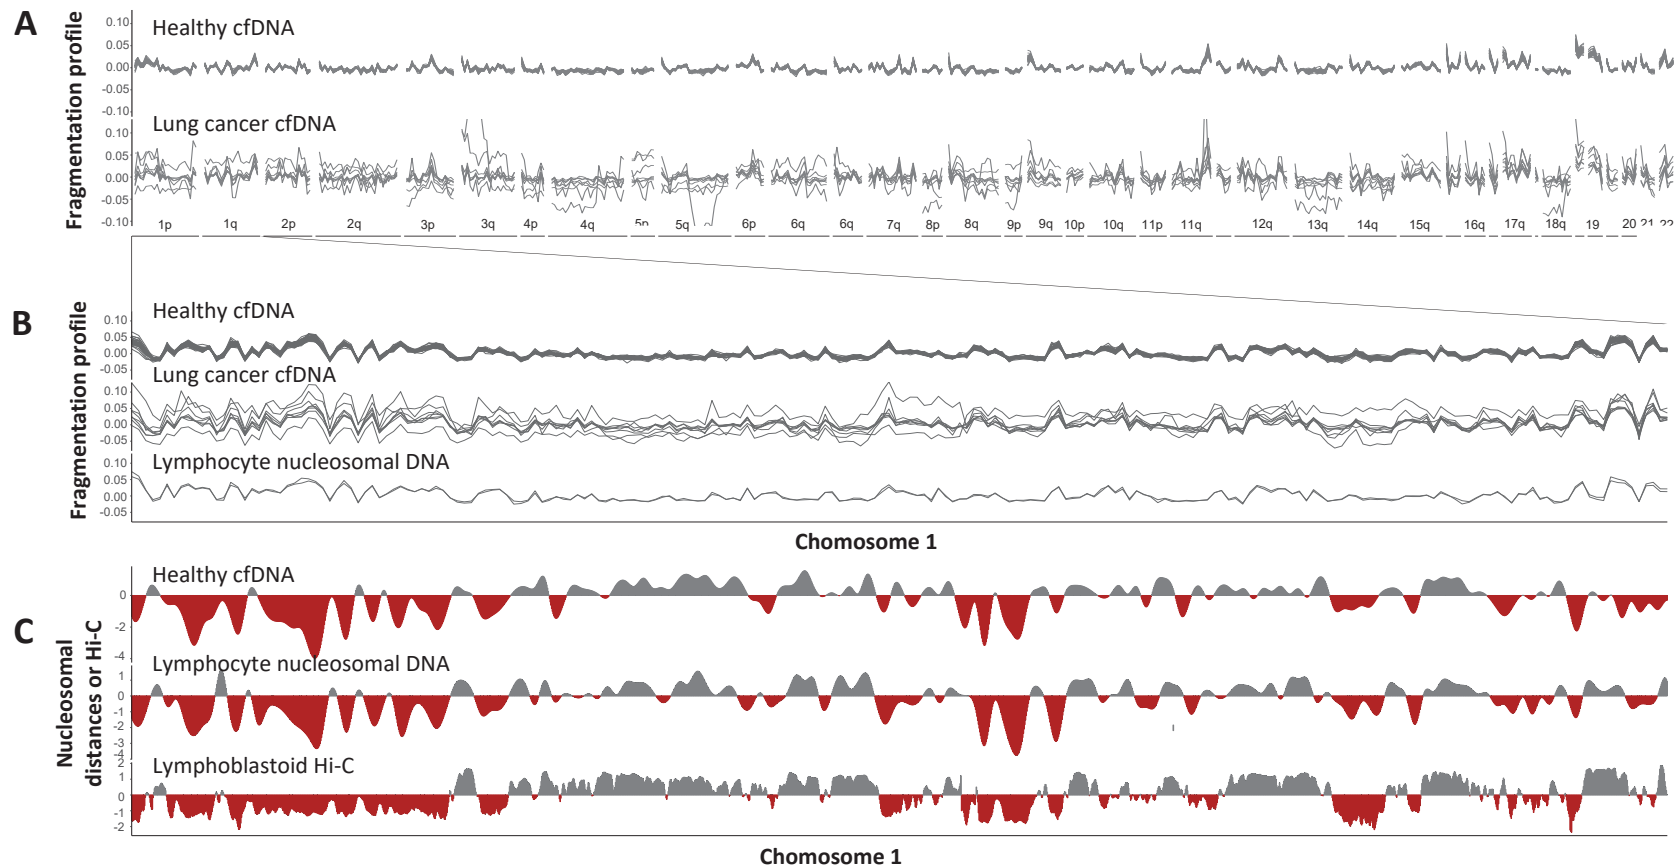 A
Fragmentation profile
Healthy cfDNA
0.10
0.05
0.00
-0.05
-0.10
Lung cancer cfDNA
0.10
0.05
0.00
-0.05
-0.10
1p 1q 2p 2q 3p 3q 4p 4q 5p 5q 6p 6q 6q 7q 8p 8q 9p 9q 10p 10q 11p 11q 12q 13q 14q 15q 16q 17q 18q 19 20 21 22
B
Fragmentation profile
Healthy cfDNA
0.10
0.05
0.00
-0.05
Lung cancer cfDNA
0.10
0.05
0.00
-0.05
Lymphocyte nucleosomal DNA
0.10
0.05
0.00
-0.05
Chomosome 1
C
Nucleosomal
distances or Hi-C
Healthy cfDNA
0
-2
-4
Lymphocyte nucleosomal DNA
1
0
-1
-2
-3
-4
Lymphoblastoid Hi-C
2
1
0
-1
-2
Chomosome 1